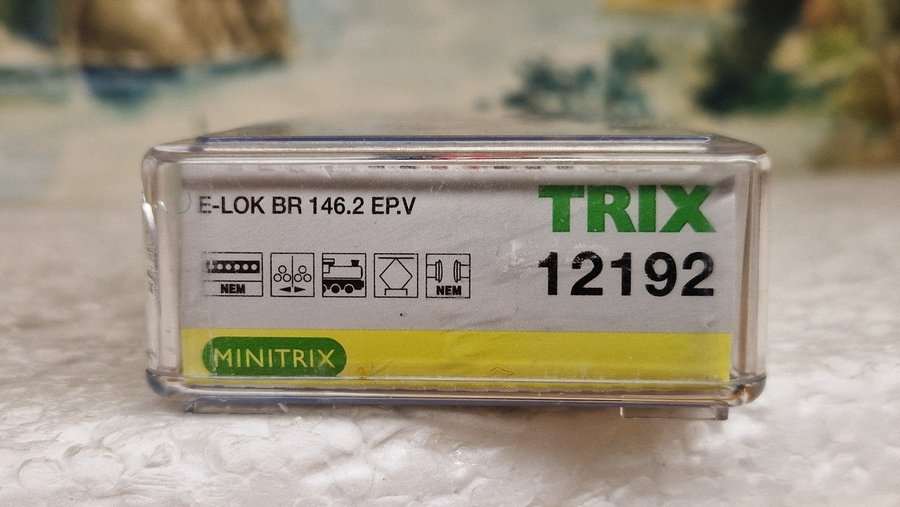 E-LOK BR 146.2 EP.V
TRIX
12192
NEM
NEM
MINITRIX